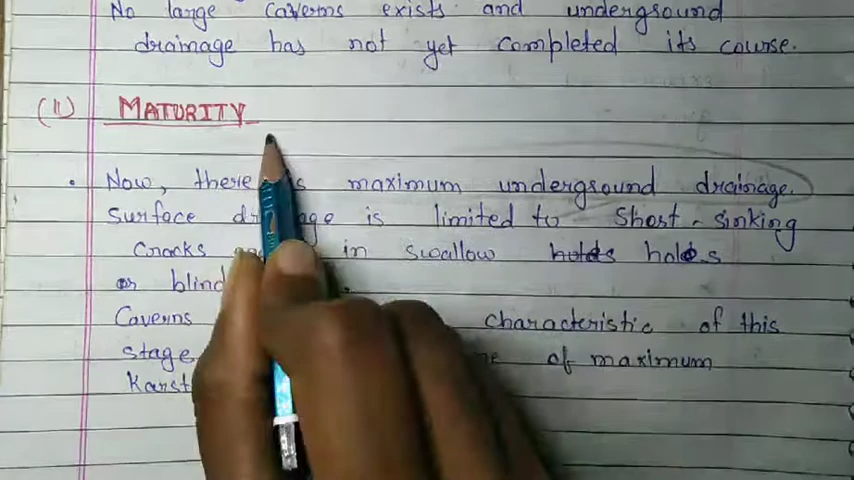 No large caverns exists and underground
drainage has not yet completed its course.
(II) MATURITY
• Now, there is maximum underground drainage.
Surface drainage is limited to short-sinking
cracks in swallow holes
or blind
Caverns characteristic of this
stage of maximum
Karst